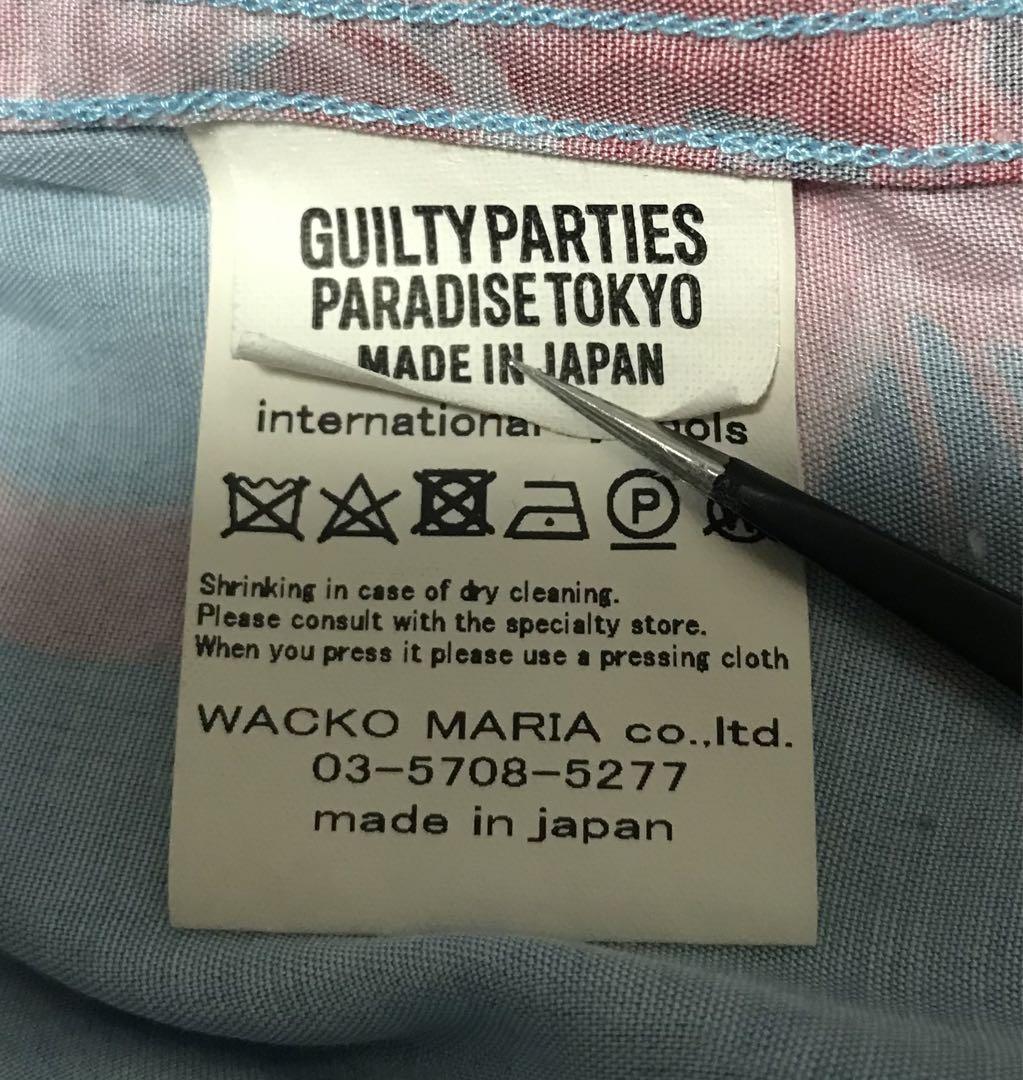 GUILTY PARTIES
PARADISE TOKYO
MADE IN JAPAN
international
P
W
Shrinking in case of dry cleaning.
Please consult with the specialty store.
When you press it please use a pressing cloth
WACKO MARIA co.,ltd.
03-5708-5277
made in japan